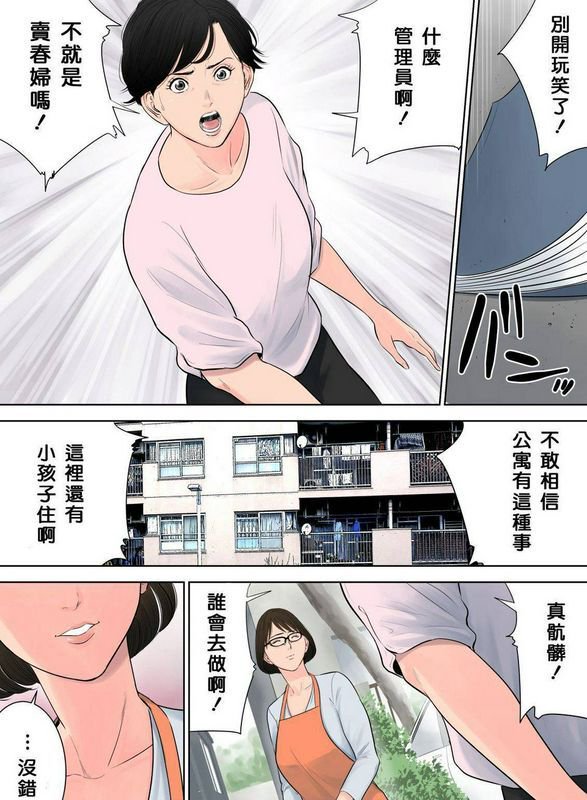 別開玩笑了！
什麼
管理員啊！
不就是
賣春婦嗎！
バンッ
不敢相信
公寓有這種事
這裡還有
小孩子住啊
真骯髒！
誰會去做啊！
…沒錯